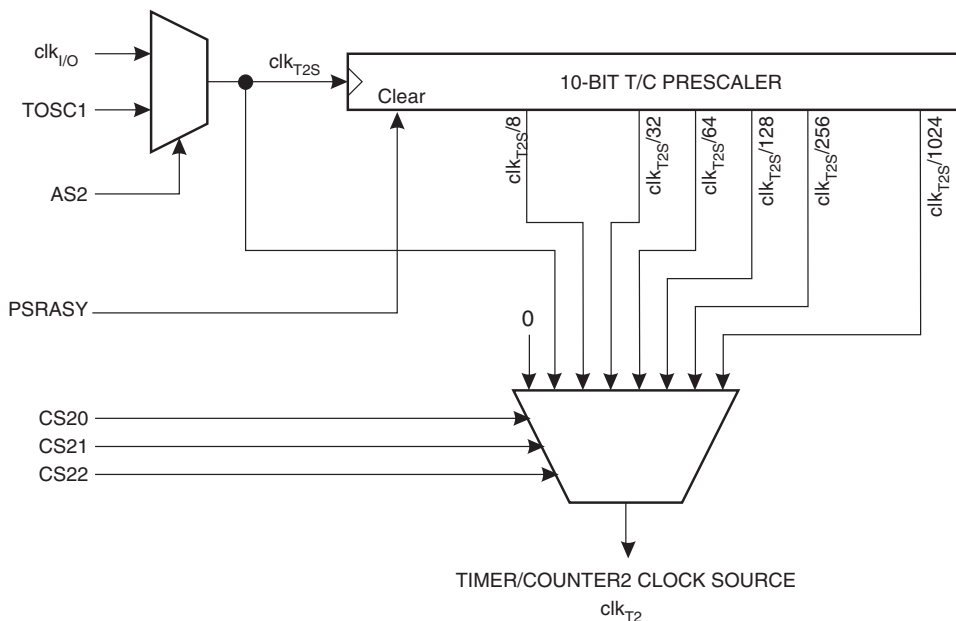 clkI/O
TOSC1
AS2
PSRASY
clkT2S
10-BIT T/C PRESCALER
Clear
clkT2S/8
clkT2S/32
clkT2S/64
clkT2S/128
clkT2S/256
clkT2S/1024
0
CS20
CS21
CS22
TIMER/COUNTER2 CLOCK SOURCE
clkT2